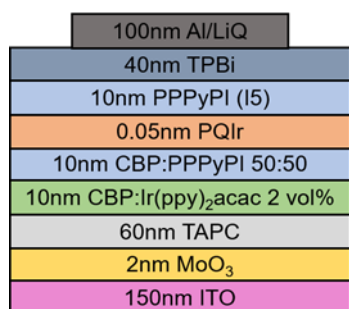 100nm Al/LiQ
40nm TPBi
10nm PPPyPI (I5)
0.05nm PQIr
10nm CBP:PPPyPI 50:50
10nm CBP:Ir(ppy)₂acac 2 vol%
60nm TAPC
2nm MoO₃
150nm ITO